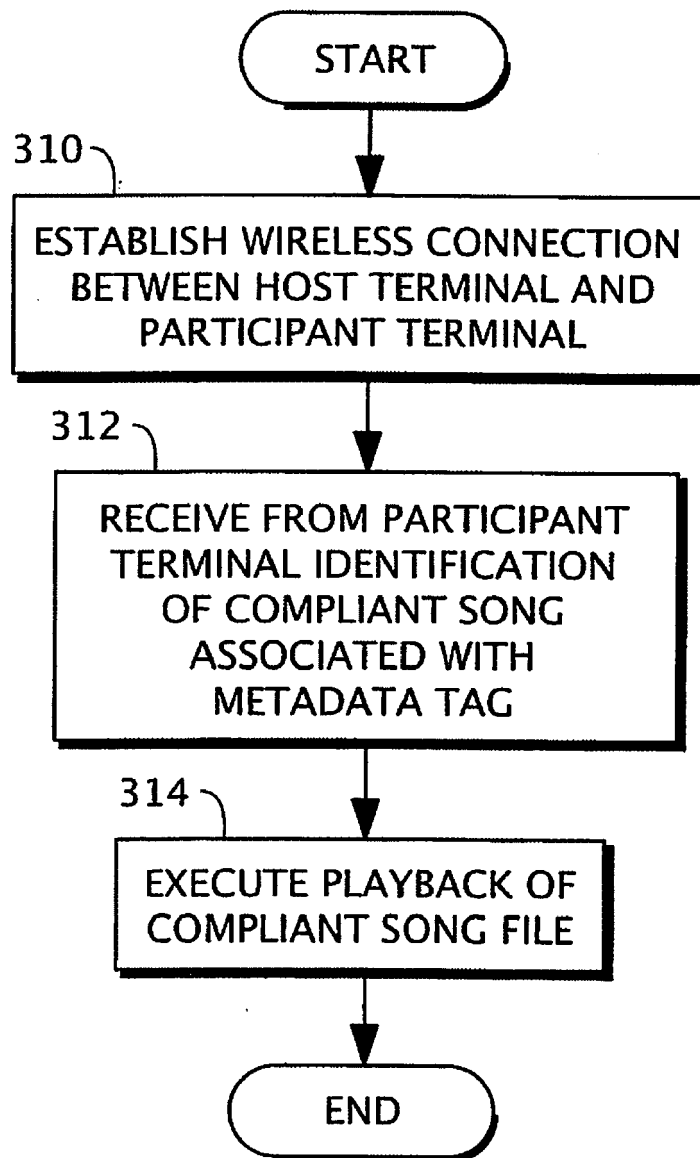 START
310
ESTABLISH WIRELESS CONNECTION
BETWEEN HOST TERMINAL AND
PARTICIPANT TERMINAL
312
RECEIVE FROM PARTICIPANT
TERMINAL IDENTIFICATION
OF COMPLIANT SONG
ASSOCIATED WITH
METADATA TAG
314
EXECUTE PLAYBACK OF
COMPLIANT SONG FILE
END